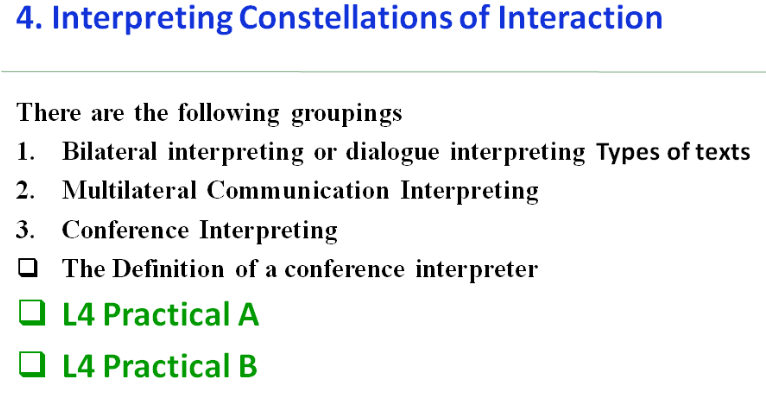 4. Interpreting Constellations of Interaction
There are the following groupings
1. Bilateral interpreting or dialogue interpreting Types of texts
2. Multilateral Communication Interpreting
3. Conference Interpreting
❑ The Definition of a conference interpreter
❑ L4 Practical A
❑ L4 Practical B